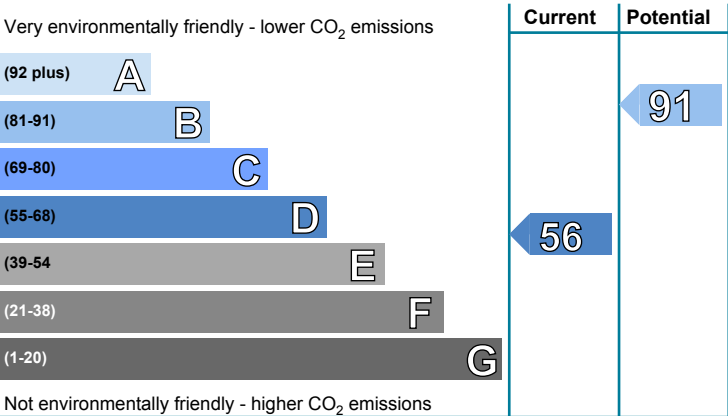 Very environmentally friendly - lower CO₂ emissions
Current
Potential
(92 plus) A
(81-91) B
(69-80) C
(55-68) D
(39-54 E
(21-38) F
(1-20) G
91
56
Not environmentally friendly - higher CO₂ emissions